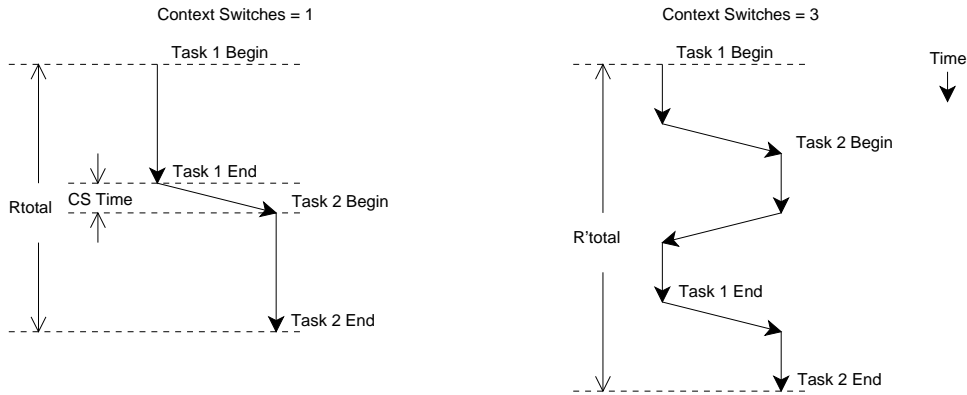 Context Switches = 1
Task 1 Begin
Task 1 End
CS Time
Rtotal
Task 2 Begin
Task 2 End
Context Switches = 3
Task 1 Begin
Time
Task 2 Begin
R'total
Task 1 End
Task 2 End